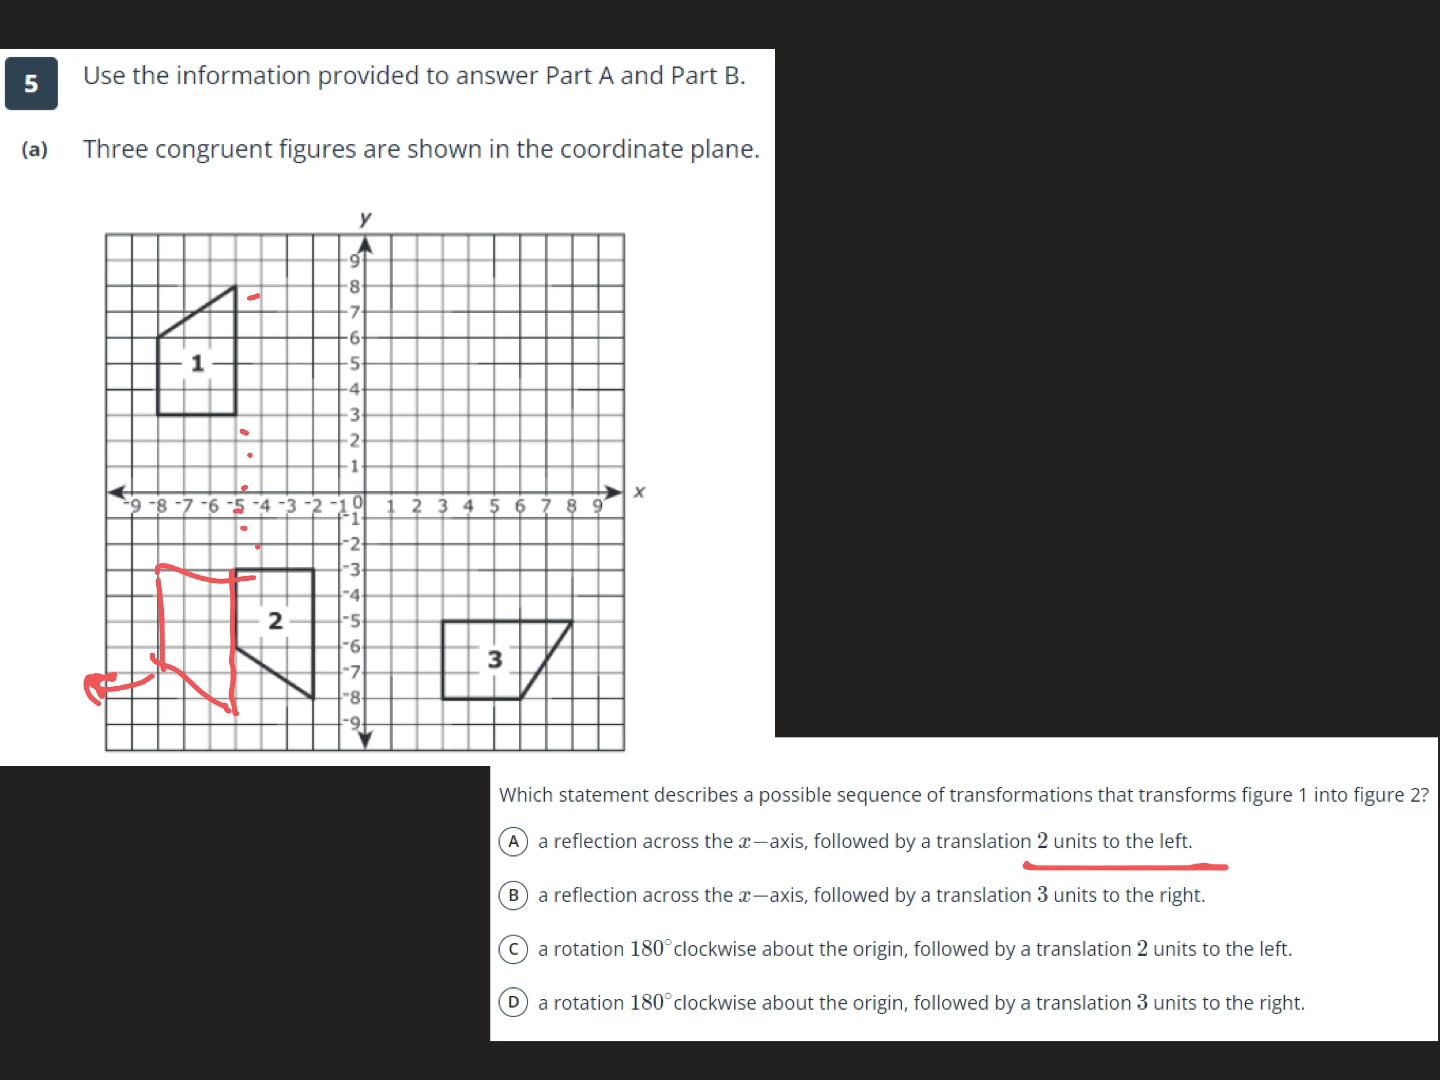 5 Use the information provided to answer Part A and Part B.
(a) Three congruent figures are shown in the coordinate plane.
y
9
8
7
6
1
5
4
3
2
1
x
-9 -8 -7 -6 -5 -4 -3 -2 -1 0 1 2 3 4 5 6 7 8 9
-1
-2
-3
-4
2
-5
-6
3
-7
-8
-9
Which statement describes a possible sequence of transformations that transforms figure 1 into figure 2?
A a reflection across the x−axis, followed by a translation 2 units to the left.
B a reflection across the x−axis, followed by a translation 3 units to the right.
C a rotation 180° clockwise about the origin, followed by a translation 2 units to the left.
D a rotation 180° clockwise about the origin, followed by a translation 3 units to the right.